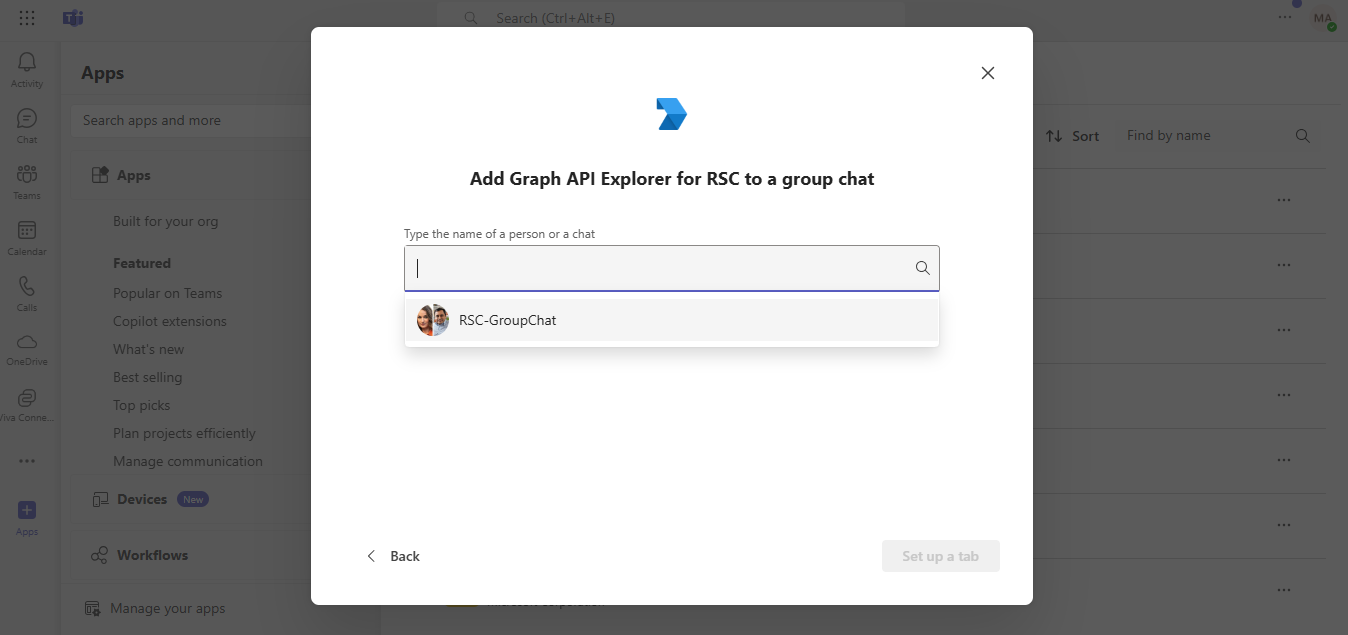 Search (Ctrl+Alt+E)
MA
Activity
Chat
Teams
Calendar
Calls
OneDrive
Viva Conne...
Apps
Apps
Search apps and more
Apps
Built for your org
Featured
Popular on Teams
Copilot extensions
What's new
Best selling
Top picks
Plan projects efficiently
Manage communication
Devices New
Workflows
Manage your apps
Add Graph API Explorer for RSC to a group chat
Type the name of a person or a chat
RSC-GroupChat
Back
Set up a tab
Sort
Find by name